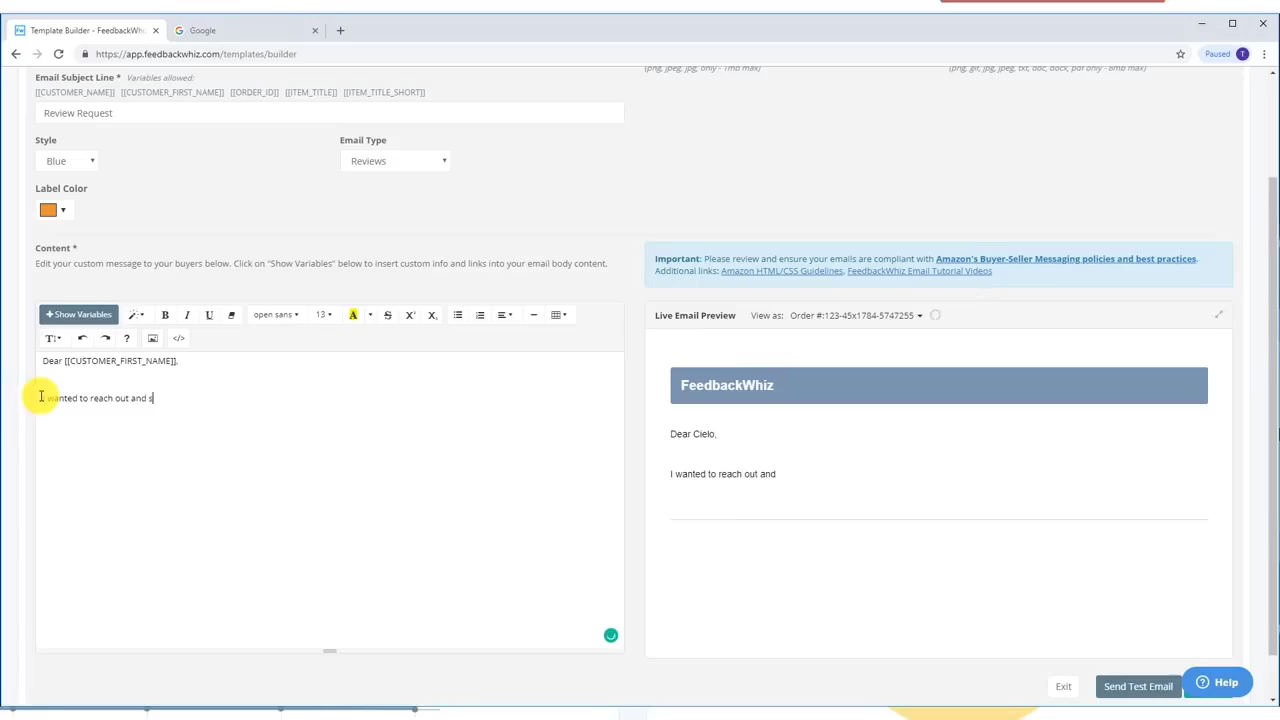 Template Builder - FeedbackWhi
Google
https://app.feedbackwhiz.com/templates/builder
Paused
T
Email Subject Line * Variables allowed:
(png, jpeg, jpg, only - 1mb max)
(png, gif, jpg, jpeg, txt, doc, docx, pdf only - 8mb max)
[[CUSTOMER_NAME]] [[CUSTOMER_FIRST_NAME]] [[ORDER_ID]] [[ITEM_TITLE]] [[ITEM_TITLE_SHORT]]
Review Request
Style
Email Type
Blue
Reviews
Label Color
Content *
Edit your custom message to your buyers below. Click on "Show Variables" below to insert custom info and links into your email body content.
Important: Please review and ensure your emails are compliant with Amazon's Buyer-Seller Messaging policies and best practices.
Additional links: Amazon HTML/CSS Guidelines, FeedbackWhiz Email Tutorial Videos
+ Show Variables
B I U open sans 13 A S X² X₂
T ? </>
Live Email Preview View as: Order #:123-45x1784-5747255
Dear [[CUSTOMER_FIRST_NAME]],
I wanted to reach out and s
FeedbackWhiz
Dear Cielo,
I wanted to reach out and
Exit
Send Test Email
? Help